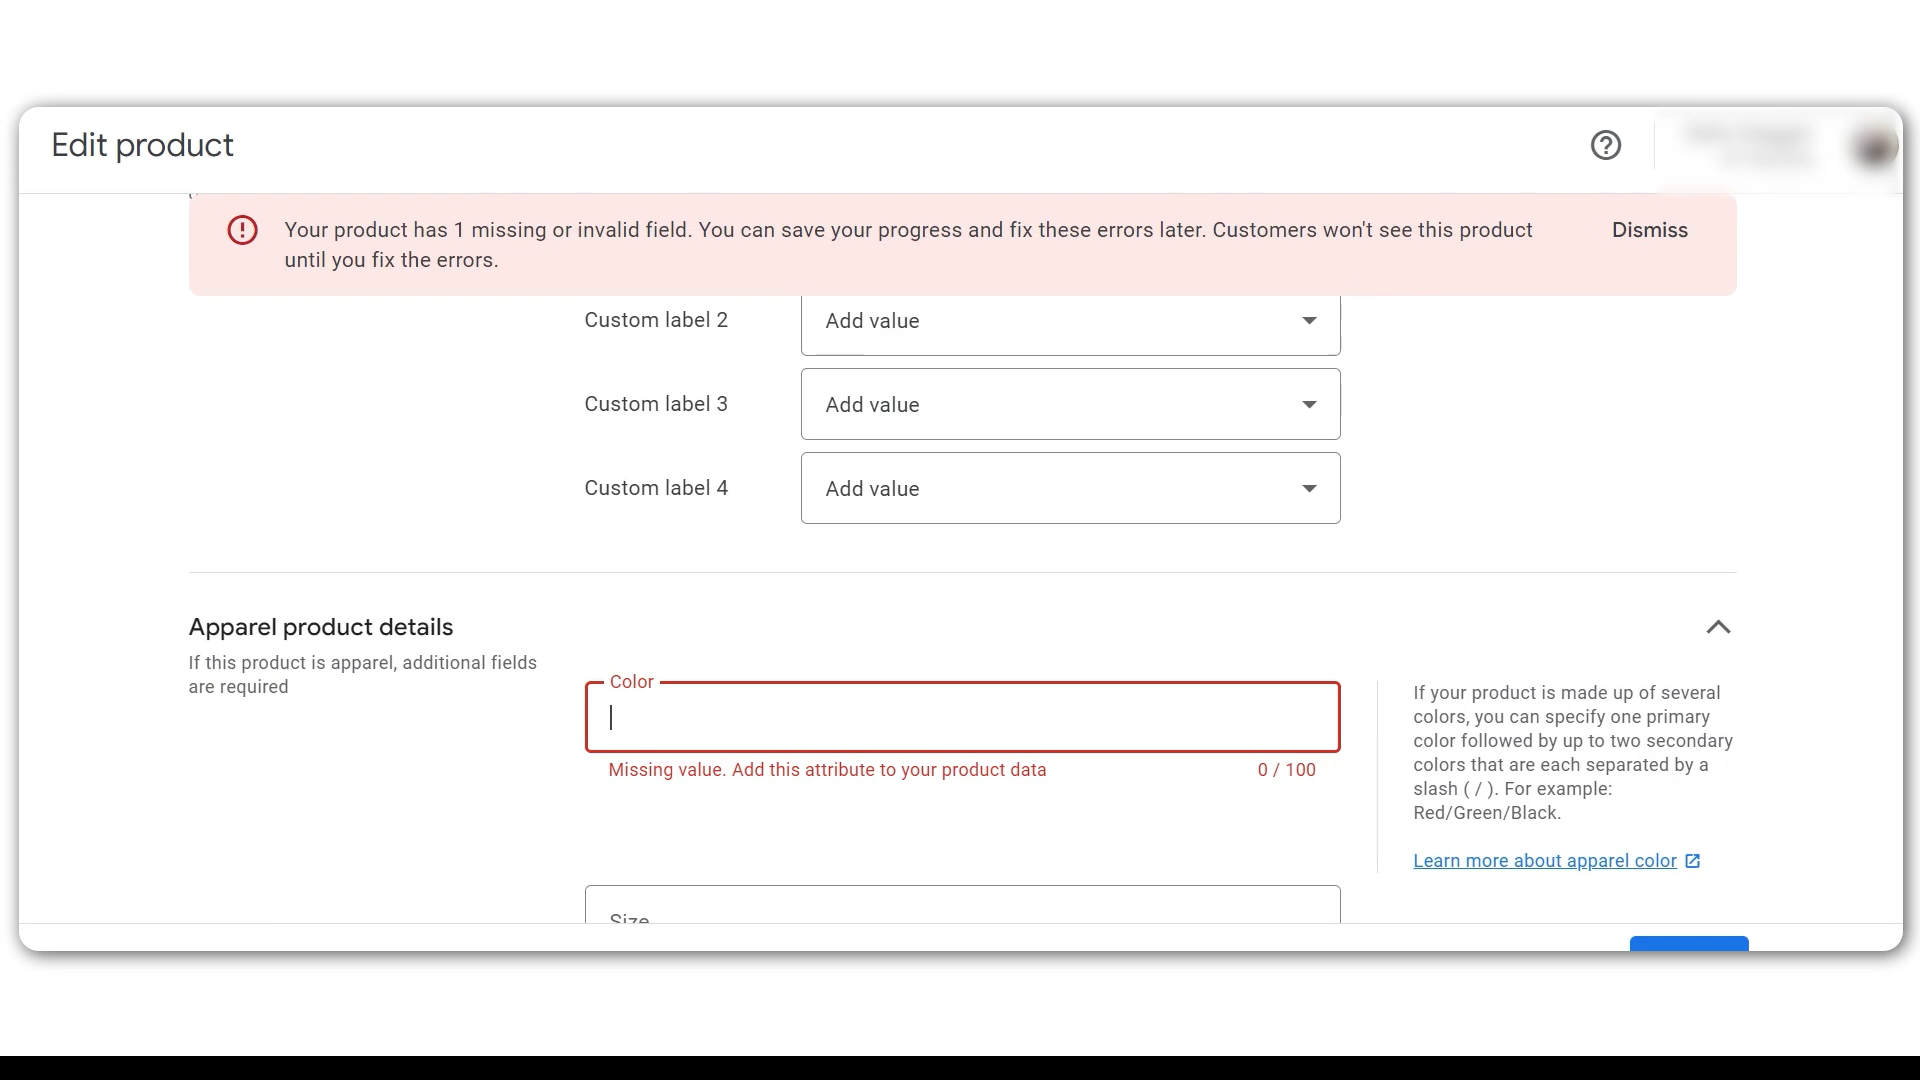 Edit product
Your product has 1 missing or invalid field. You can save your progress and fix these errors later. Customers won't see this product
until you fix the errors.
Dismiss
Custom label 2
Add value
Custom label 3
Add value
Custom label 4
Add value
Apparel product details
If this product is apparel, additional fields
are required
Color
Missing value. Add this attribute to your product data
0 / 100
If your product is made up of several
colors, you can specify one primary
color followed by up to two secondary
colors that are each separated by a
slash ( / ). For example:
Red/Green/Black.
Learn more about apparel color
Size